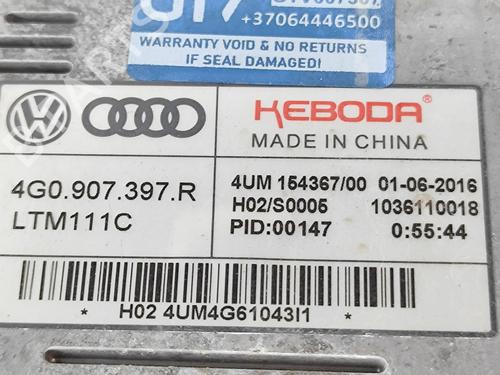 +37064446500
WARRANTY VOID & NO RETURNS
IF SEAL DAMAGED!
KEBODA®
MADE IN CHINA
4G0.907.397.R
LTM111C
4UM 154367/00 01-06-2016
H02/S0005 1036110018
PID:00147 0:55:44
* H02 4UM4G61043I1 *